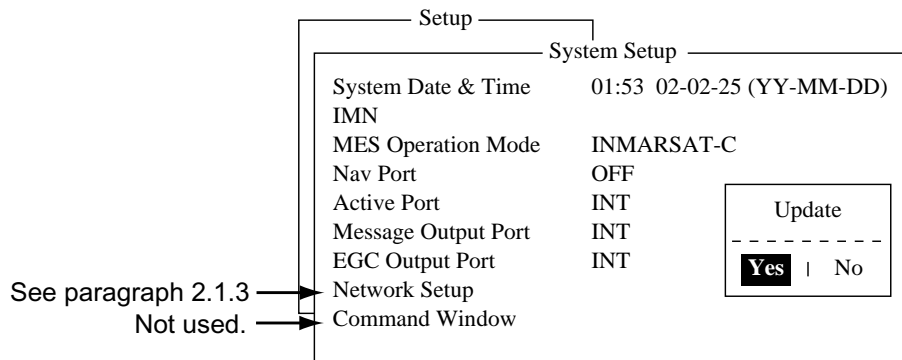 Setup
System Setup
System Date & Time 01:53 02-02-25 (YY-MM-DD)
IMN
MES Operation Mode INMARSAT-C
Nav Port OFF
Active Port INT
Message Output Port INT
EGC Output Port INT
Network Setup
Command Window
Update
Yes | No
See paragraph 2.1.3
Not used.